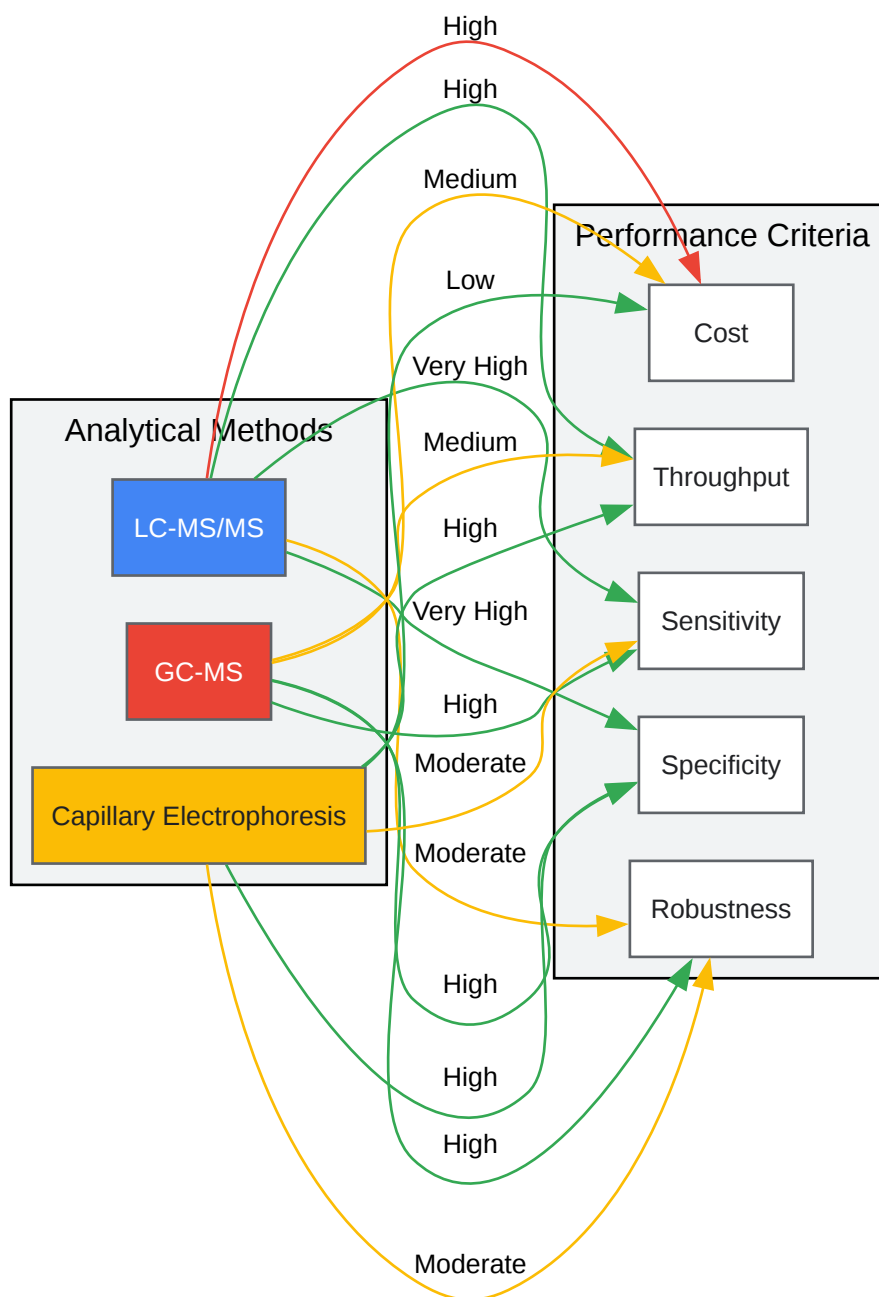 High
High
Medium
Performance Criteria
Low
Cost
Very High
Analytical Methods
Medium
Throughput
LC-MS/MS
High
Very High
Sensitivity
GC-MS
High
Moderate
Specificity
Capillary Electrophoresis
Moderate
Robustness
High
High
High
Moderate